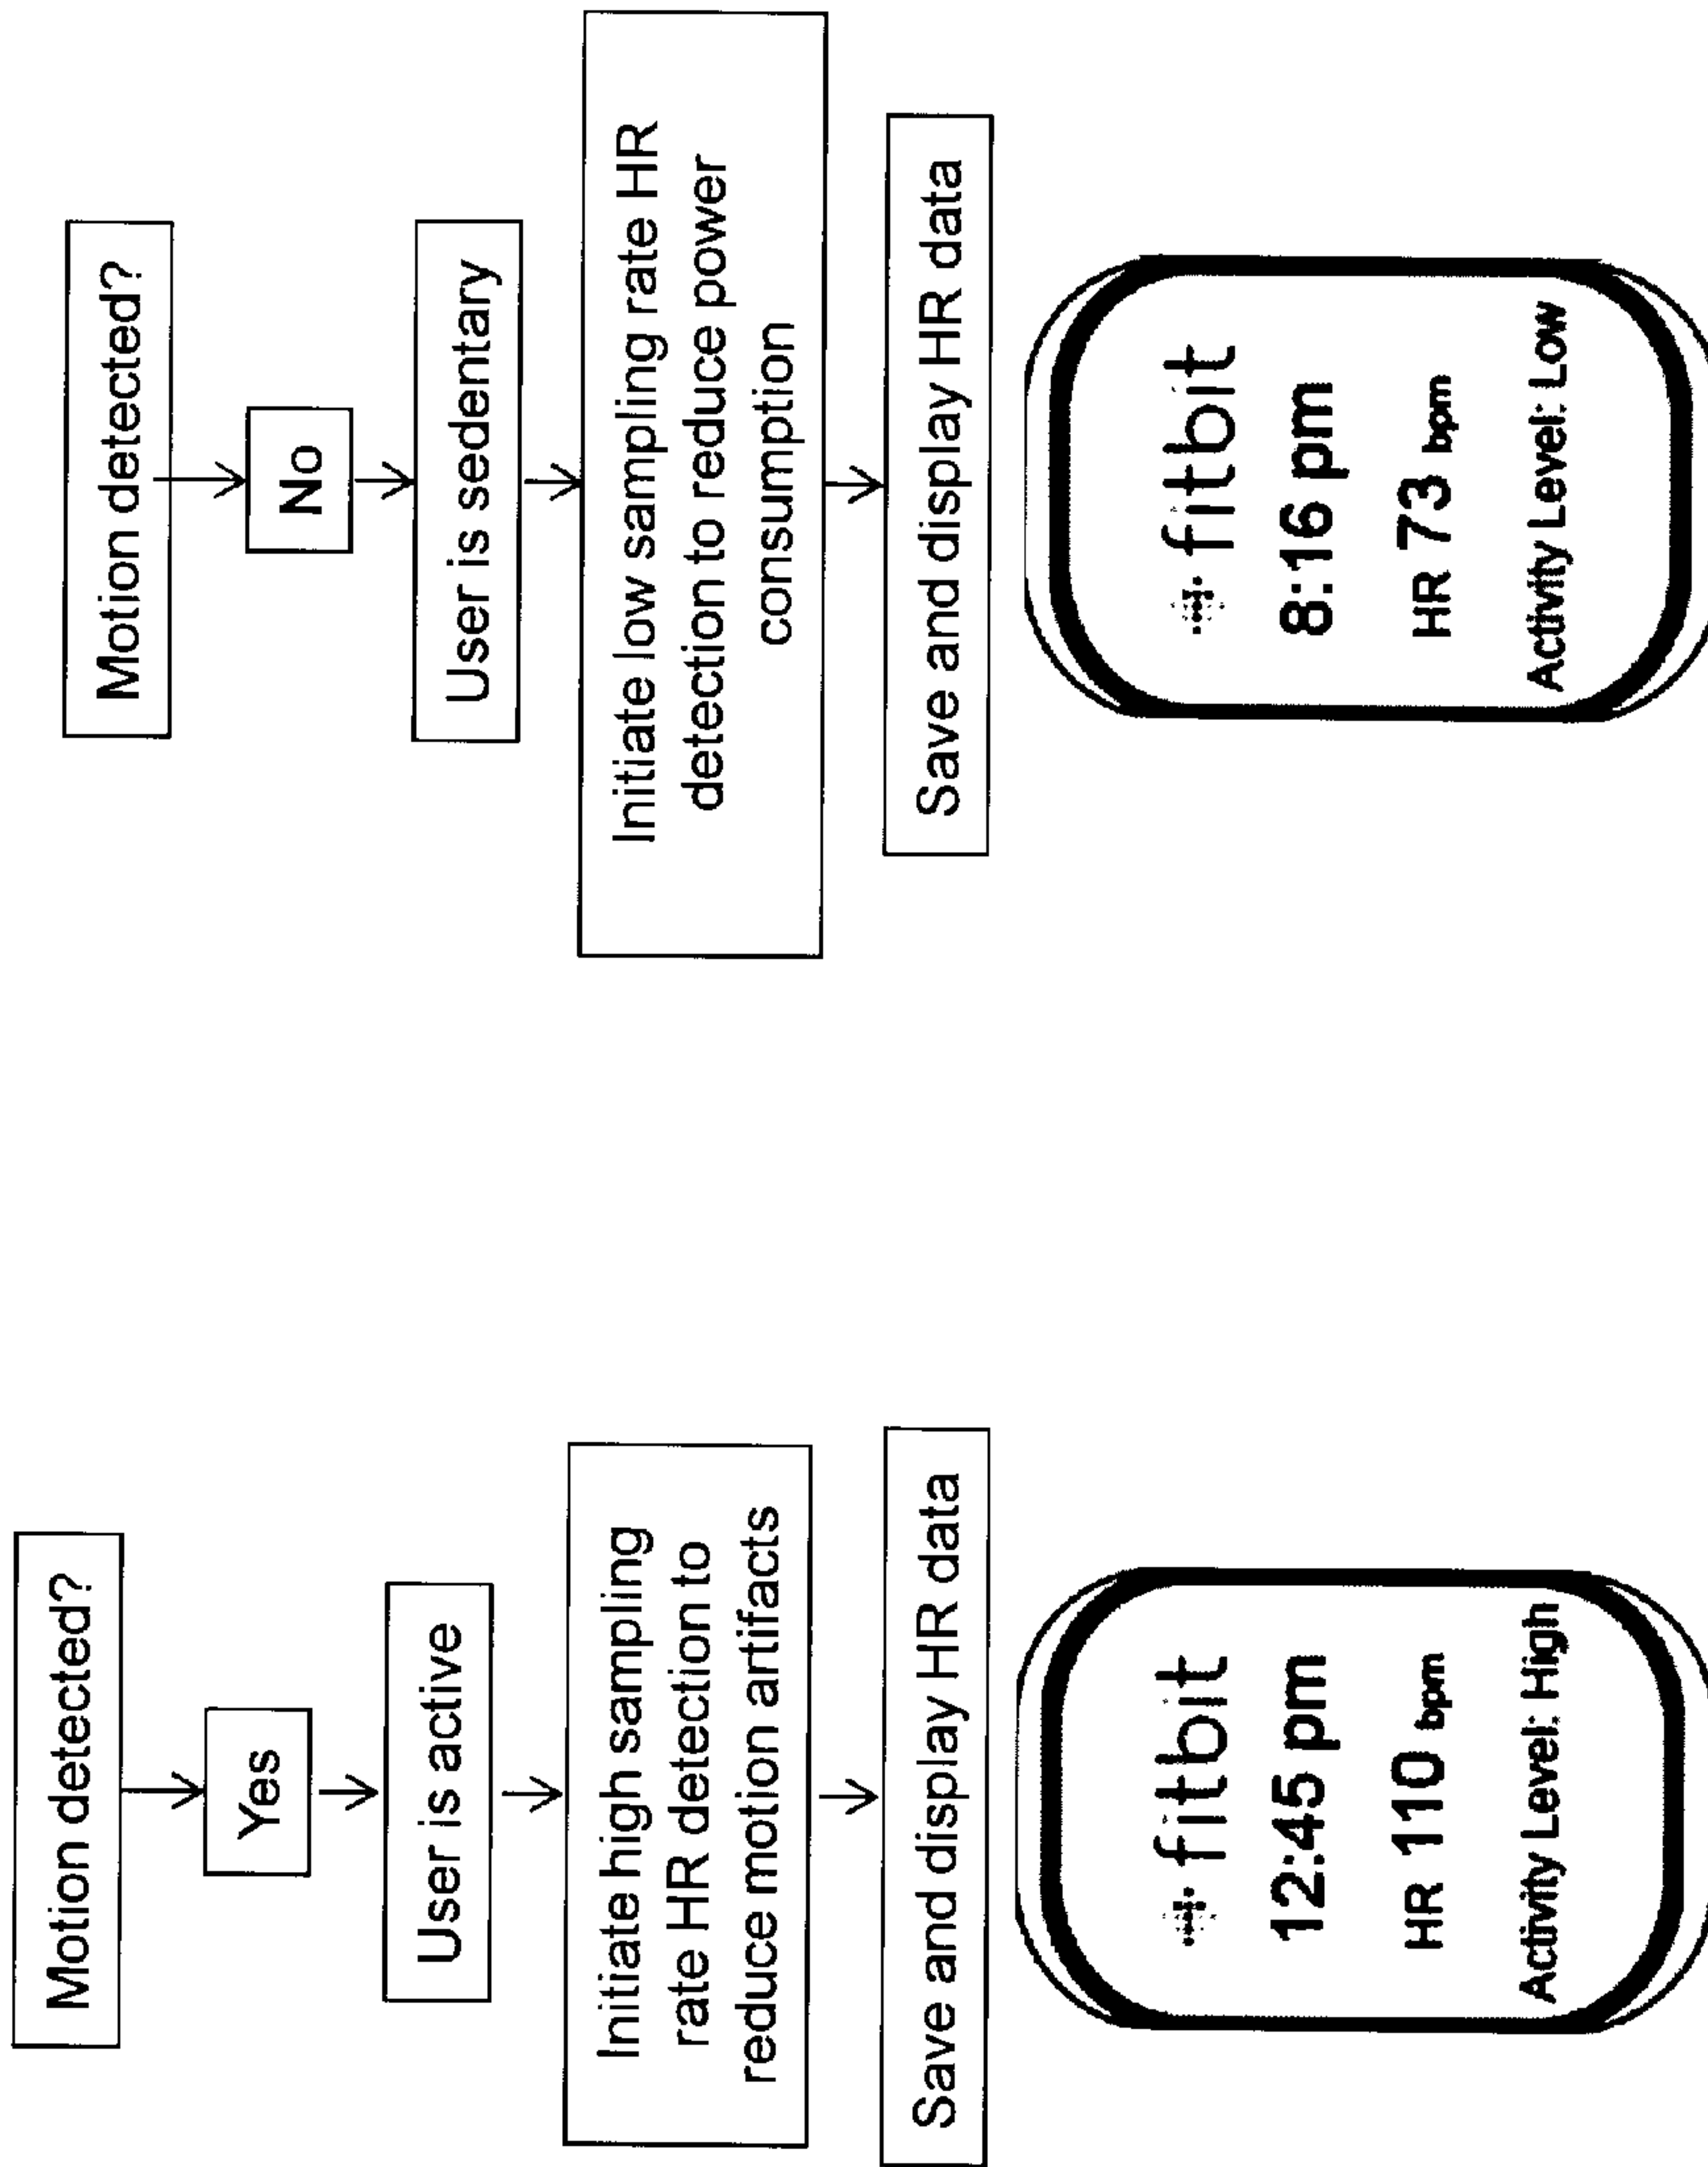 Motion detected?
Yes
User is active
Initiate high sampling
rate HR detection to
reduce motion artifacts
Save and display HR data
fitbit
12:45 pm
HR 110 bpm
Activity Level: High
Motion detected?
No
User is sedentary
Initiate low sampling rate HR
detection to reduce power
consumption
Save and display HR data
fitbit
8:16 pm
HR 73 bpm
Activity Level: Low